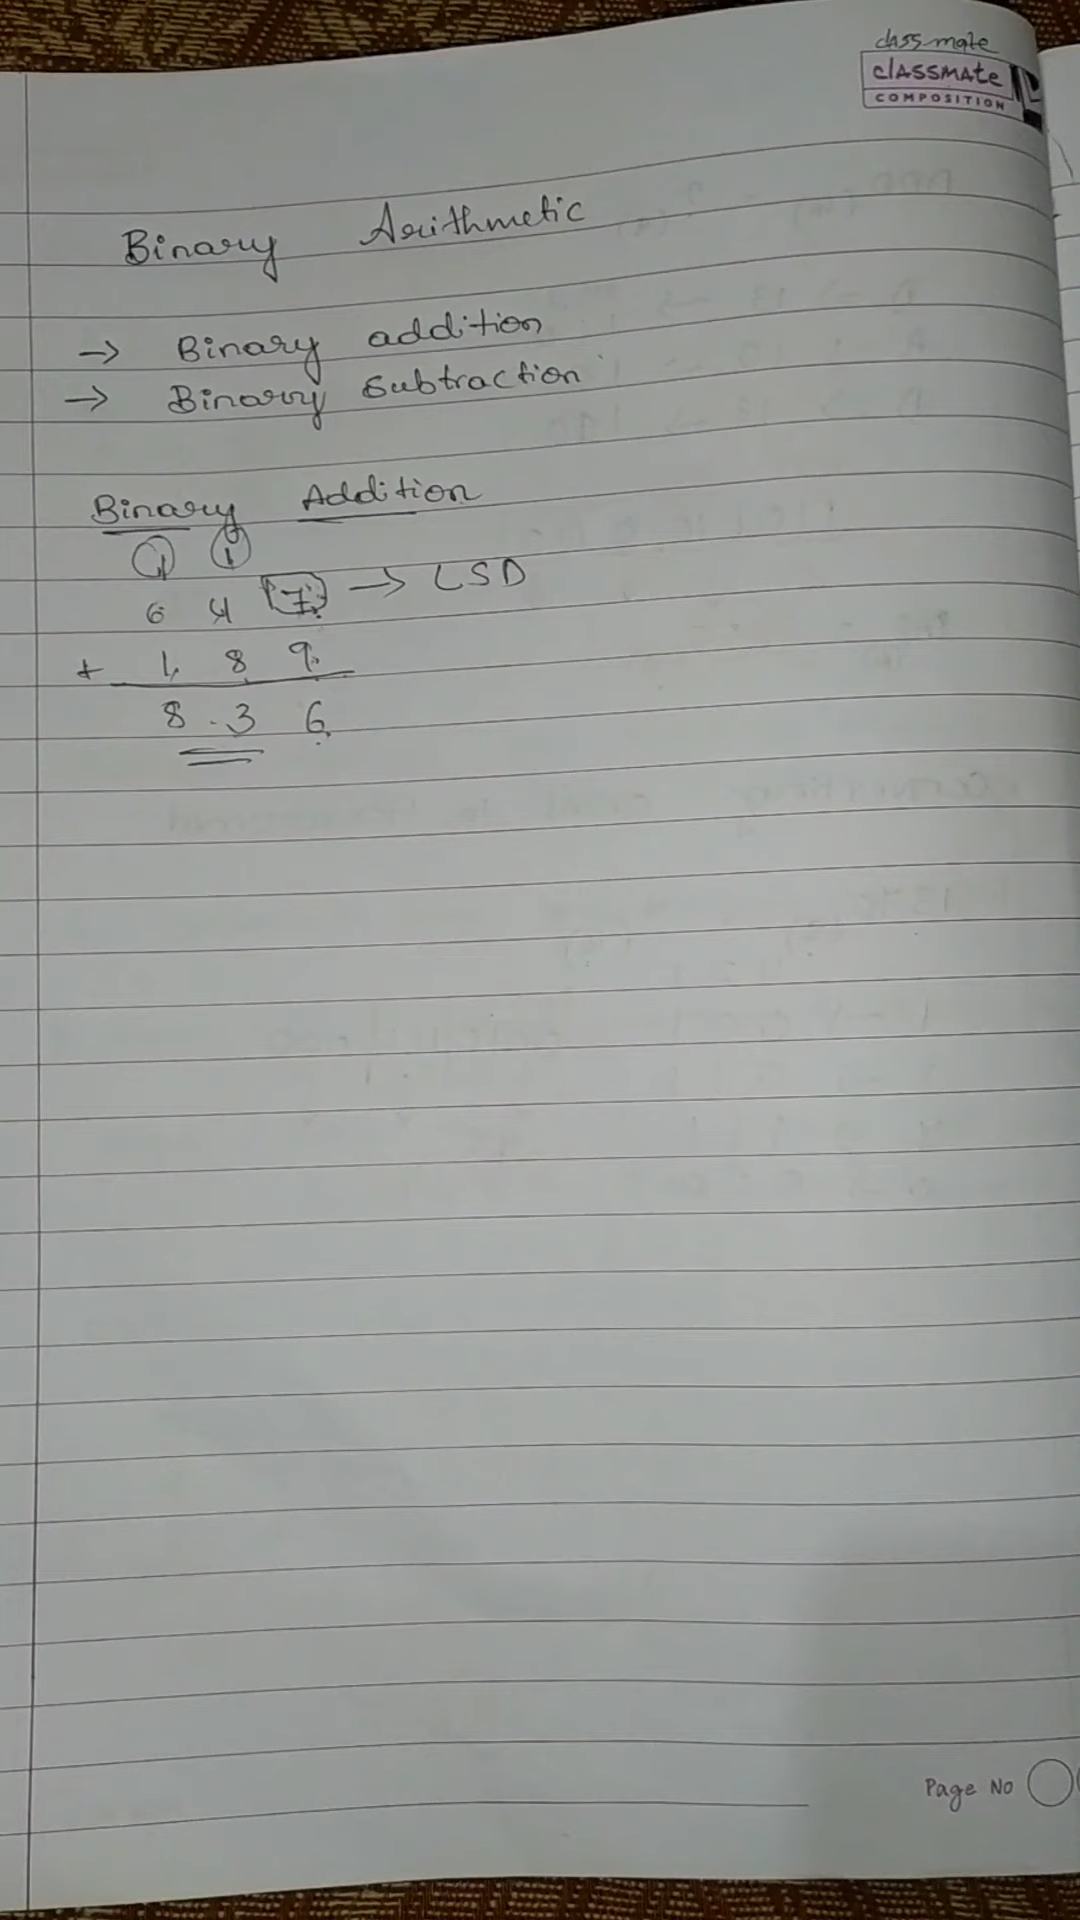 classmate
classmate
COMPOSITION
Binary Arithmetic
→ Binary addition
→ Binary Subtraction
Binary Addition
1 1
6 4 7 → LSD
+ 1 8 9
8 3 6
Page No